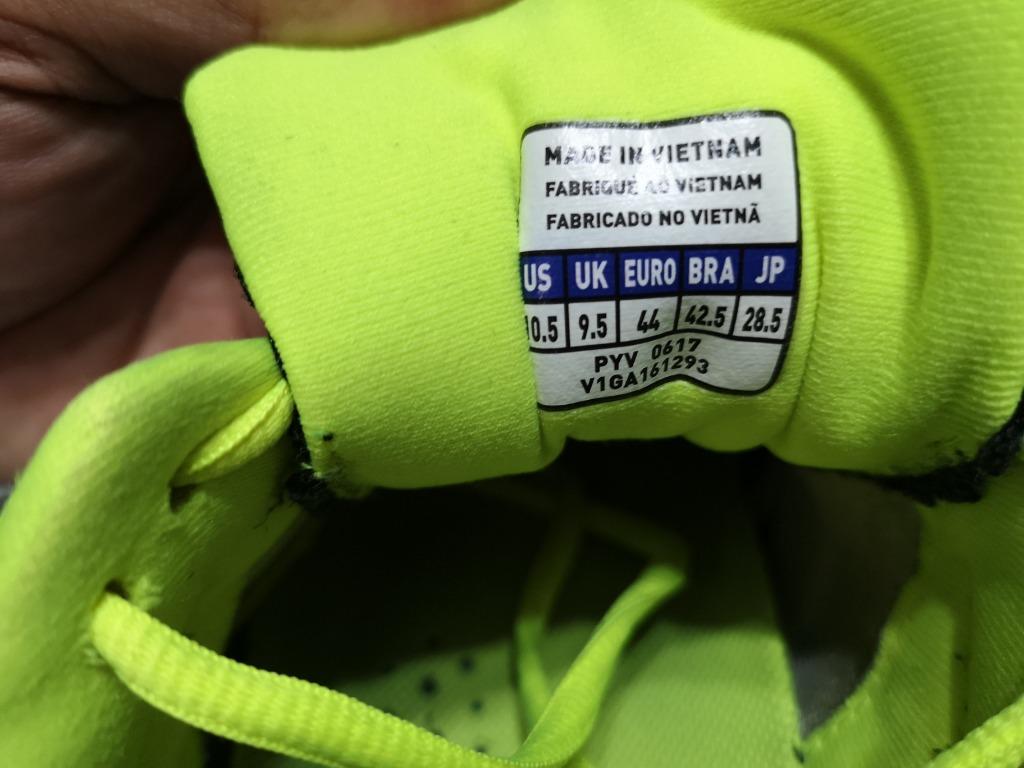 MADE IN VIETNAM
FABRIQUÉ AU VIETNAM
FABRICADO NO VIETNÃ
US UK EURO BRA JP
10.5 9.5 44 42.5 28.5
PYV 0617
V1GA161293